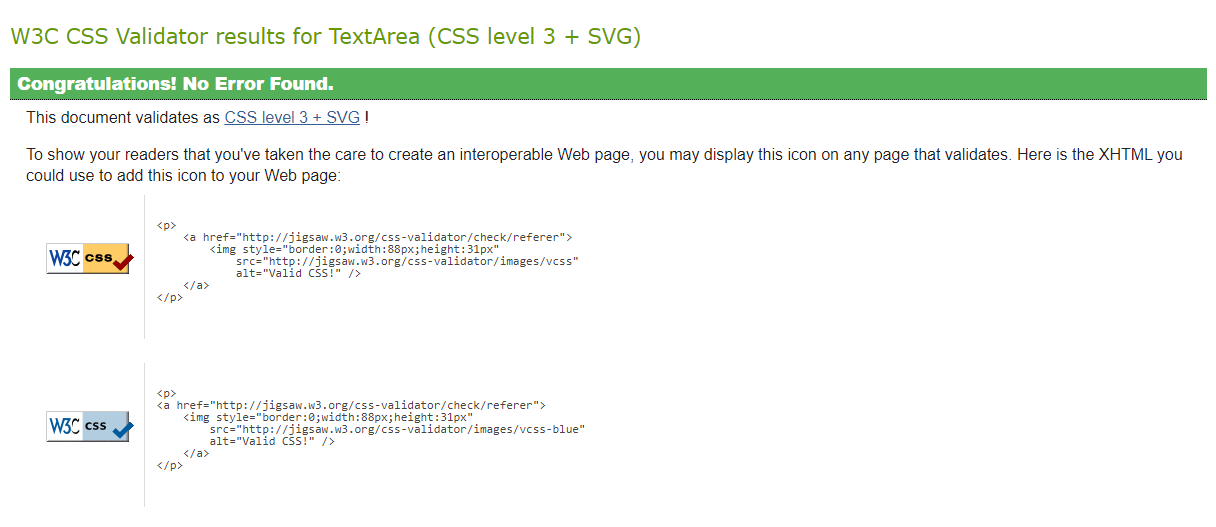 W3C CSS Validator results for TextArea (CSS level 3 + SVG)
Congratulations! No Error Found.
This document validates as CSS level 3 + SVG !
To show your readers that you've taken the care to create an interoperable Web page, you may display this icon on any page that validates. Here is the XHTML you
could use to add this icon to your Web page:
W3C css
<p>
    <a href="http://jigsaw.w3.org/css-validator/check/referer">
        <img style="border:0;width:88px;height:31px"
            src="http://jigsaw.w3.org/css-validator/images/vcss"
            alt="Valid CSS!" />
    </a>
</p>
W3C css
<p>
<a href="http://jigsaw.w3.org/css-validator/check/referer">
    <img style="border:0;width:88px;height:31px"
        src="http://jigsaw.w3.org/css-validator/images/vcss-blue"
        alt="Valid CSS!" />
    </a>
</p>